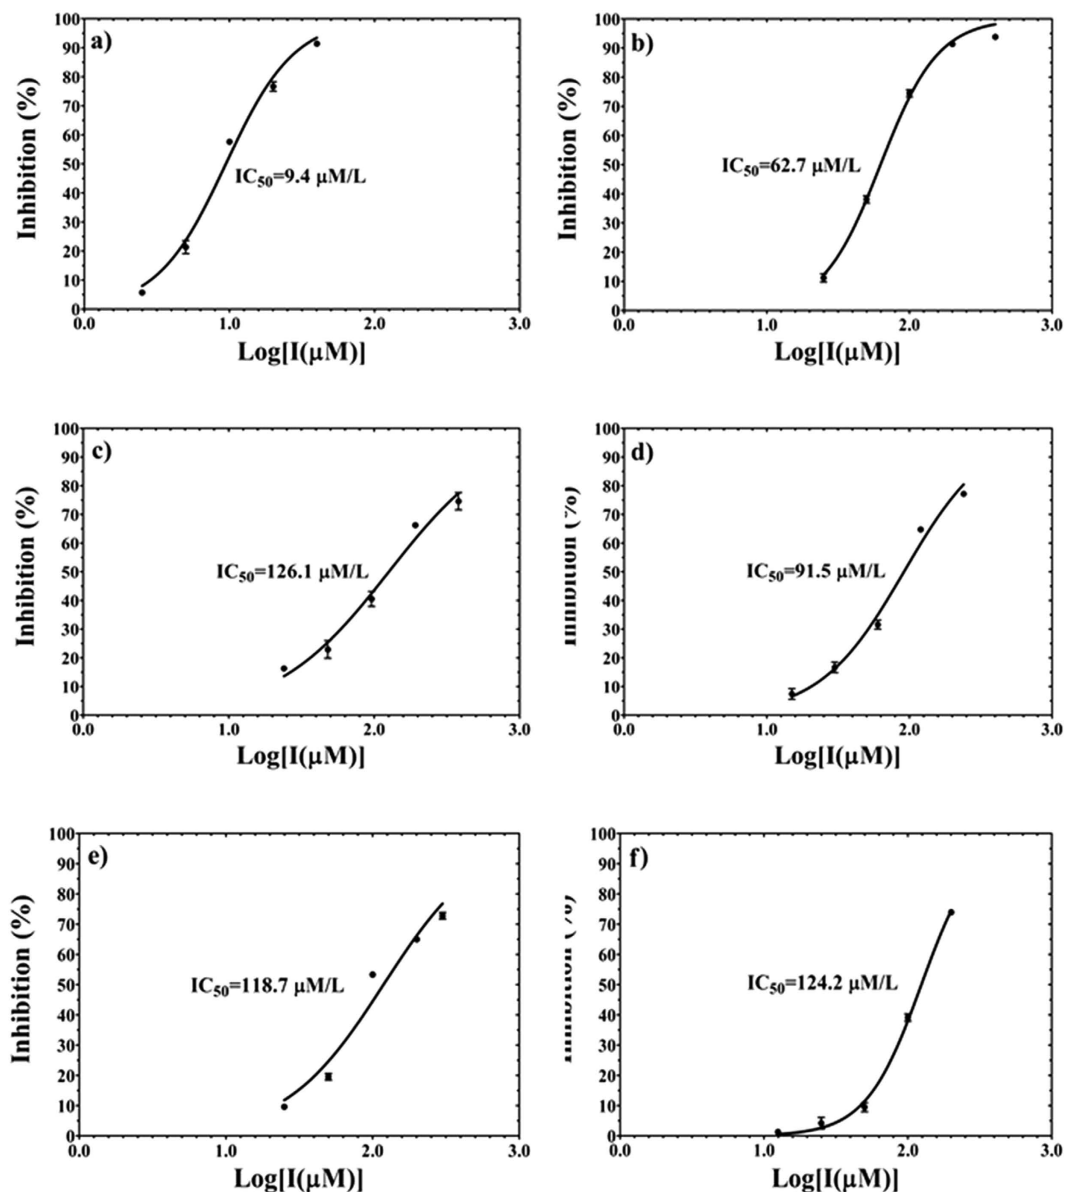 a)
Inhibition (%)
100
90
80
70
60
50
40
30
20
10
0
IC50=9.4 µM/L
0.0 1.0 2.0 3.0
Log[I(µM)]
b)
Inhibition (%)
100
90
80
70
60
50
40
30
20
10
0
IC50=62.7 µM/L
0.0 1.0 2.0 3.0
Log[I(µM)]
c)
Inhibition (%)
100
90
80
70
60
50
40
30
20
10
0
IC50=126.1 µM/L
0.0 1.0 2.0 3.0
Log[I(µM)]
d)
Inhibition (%)
100
90
80
70
60
50
40
30
20
10
0
IC50=91.5 µM/L
0.0 1.0 2.0 3.0
Log[I(µM)]
e)
Inhibition (%)
100
90
80
70
60
50
40
30
20
10
0
IC50=118.7 µM/L
0.0 1.0 2.0 3.0
Log[I(µM)]
f)
Inhibition (%)
100
90
80
70
60
50
40
30
20
10
0
IC50=124.2 µM/L
0.0 1.0 2.0 3.0
Log[I(µM)]